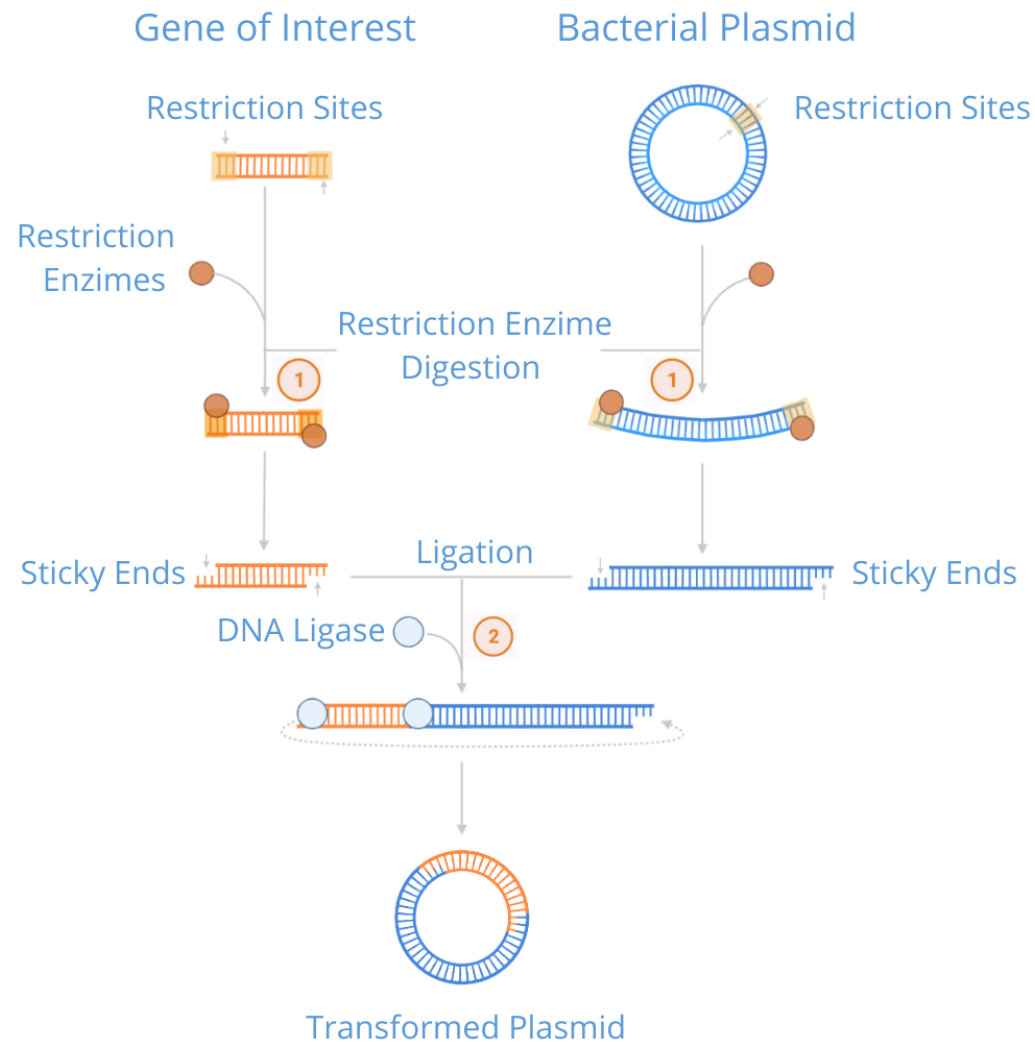 Gene of Interest
Bacterial Plasmid
Restriction Sites
Restriction Sites
Restriction
Enzimes
Restriction Enzime
Digestion
1
1
Sticky Ends
Ligation
Sticky Ends
DNA Ligase
2
Transformed Plasmid